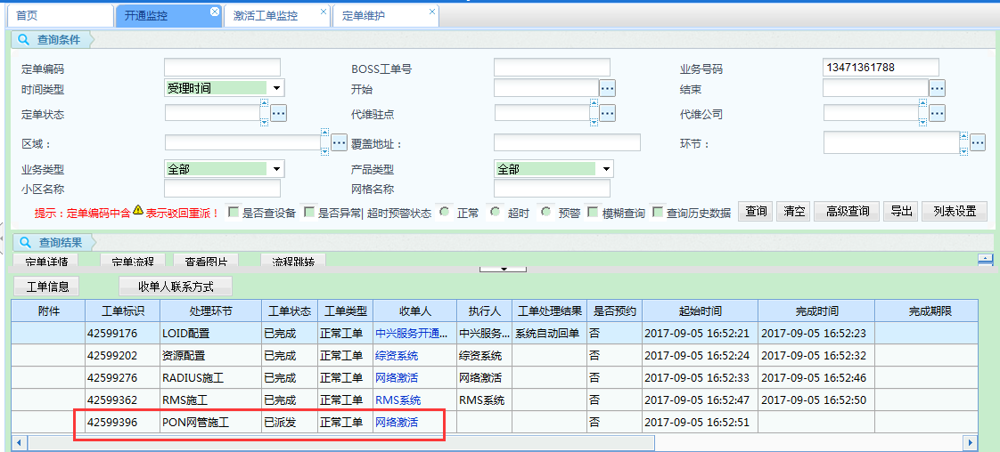 首页 开通监控 激活工单监控 定单维护
查询条件
定单编码 BOSS工单号 业务号码 13471361788
时间类型 受理时间 开始 结束
定单状态 代维驻点 代维公司
区域： 覆盖地址： 环节：
业务类型 全部 产品类型 全部
小区名称 网格名称
提示：定单编码中含 表示驳回重派！ 是否查设备 是否异常| 超时预警状态 正常 超时 预警 模糊查询 查询历史数据 查询 清空 高级查询 导出 列表设置
查询结果
定单详情 定单流程 查看图片 流程跳转
工单信息 收单人联系方式
附件 工单标识 处理环节 工单状态 工单类型 收单人 执行人 工单处理结果 是否预约 起始时间 完成时间 完成期限
42599176 LOID配置 已完成 正常工单 中兴服务开通... 中兴服务... 系统自动回单 否 2017-09-05 16:52:21 2017-09-05 16:52:23
42599202 资源配置 已完成 正常工单 综资系统 综资系统 否 2017-09-05 16:52:24 2017-09-05 16:52:32
42599276 RADIUS施工 已完成 正常工单 网络激活 网络激活 否 2017-09-05 16:52:33 2017-09-05 16:52:46
42599362 RMS施工 已完成 正常工单 RMS系统 RMS系统 否 2017-09-05 16:52:47 2017-09-05 16:52:50
42599396 PON网管施工 已派发 正常工单 网络激活 否 2017-09-05 16:52:51